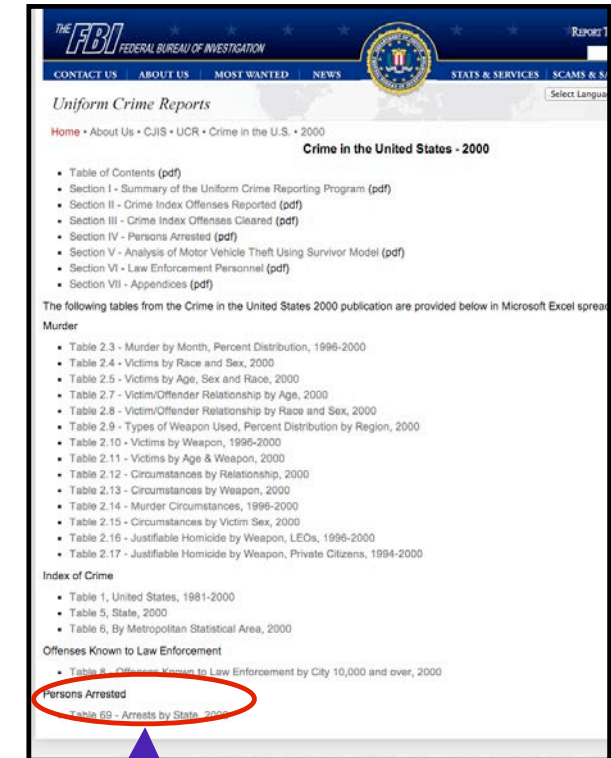 THE FBI FEDERAL BUREAU OF INVESTIGATION
REPORT
CONTACT US | ABOUT US | MOST WANTED | NEWS STATS & SERVICES | SCAMS &
Uniform Crime Reports
Select
Home • About Us • CJIS • UCR • Crime in the U.S. • 2000
Crime in the United States - 2000
• Table of Contents (pdf)
• Section I - Summary of the Uniform Crime Reporting Program (pdf)
• Section II - Crime Index Offenses Reported (pdf)
• Section III - Crime Index Offenses Cleared (pdf)
• Section IV - Persons Arrested (pdf)
• Section V - Analysis of Motor Vehicle Theft Using Survivor Model (pdf)
• Section VI - Law Enforcement Personnel (pdf)
• Section VII - Appendices (pdf)
The following tables from the Crime in the United States 2000 publication are provided below in Microsoft Excel sprea
Murder
• Table 2.3 - Murder by Month, Percent Distribution, 1996-2000
• Table 2.4 - Victims by Race and Sex, 2000
• Table 2.5 - Victims by Age, Sex and Race, 2000
• Table 2.7 - Victim/Offender Relationship by Age, 2000
• Table 2.8 - Victim/Offender Relationship by Race and Sex, 2000
• Table 2.9 - Types of Weapon Used, Percent Distribution by Region, 2000
• Table 2.10 - Victims by Weapon, 1996-2000
• Table 2.11 - Victims by Age & Weapon, 2000
• Table 2.12 - Circumstances by Relationship, 2000
• Table 2.13 - Circumstances by Weapon, 2000
• Table 2.14 - Murder Circumstances, 1996-2000
• Table 2.15 - Circumstances by Victim Sex, 2000
• Table 2.16 - Justifiable Homicide by Weapon, LEOs, 1996-2000
• Table 2.17 - Justifiable Homicide by Weapon, Private Citizens, 1994-2000
Index of Crime
• Table 1, United States, 1981-2000
• Table 5, State, 2000
• Table 6, By Metropolitan Statistical Area, 2000
Offenses Known to Law Enforcement
• Table 8 - Offenses Known to Law Enforcement by City 10,000 and over, 2000
Persons Arrested
• Table 69 - Arrests by State, 2000